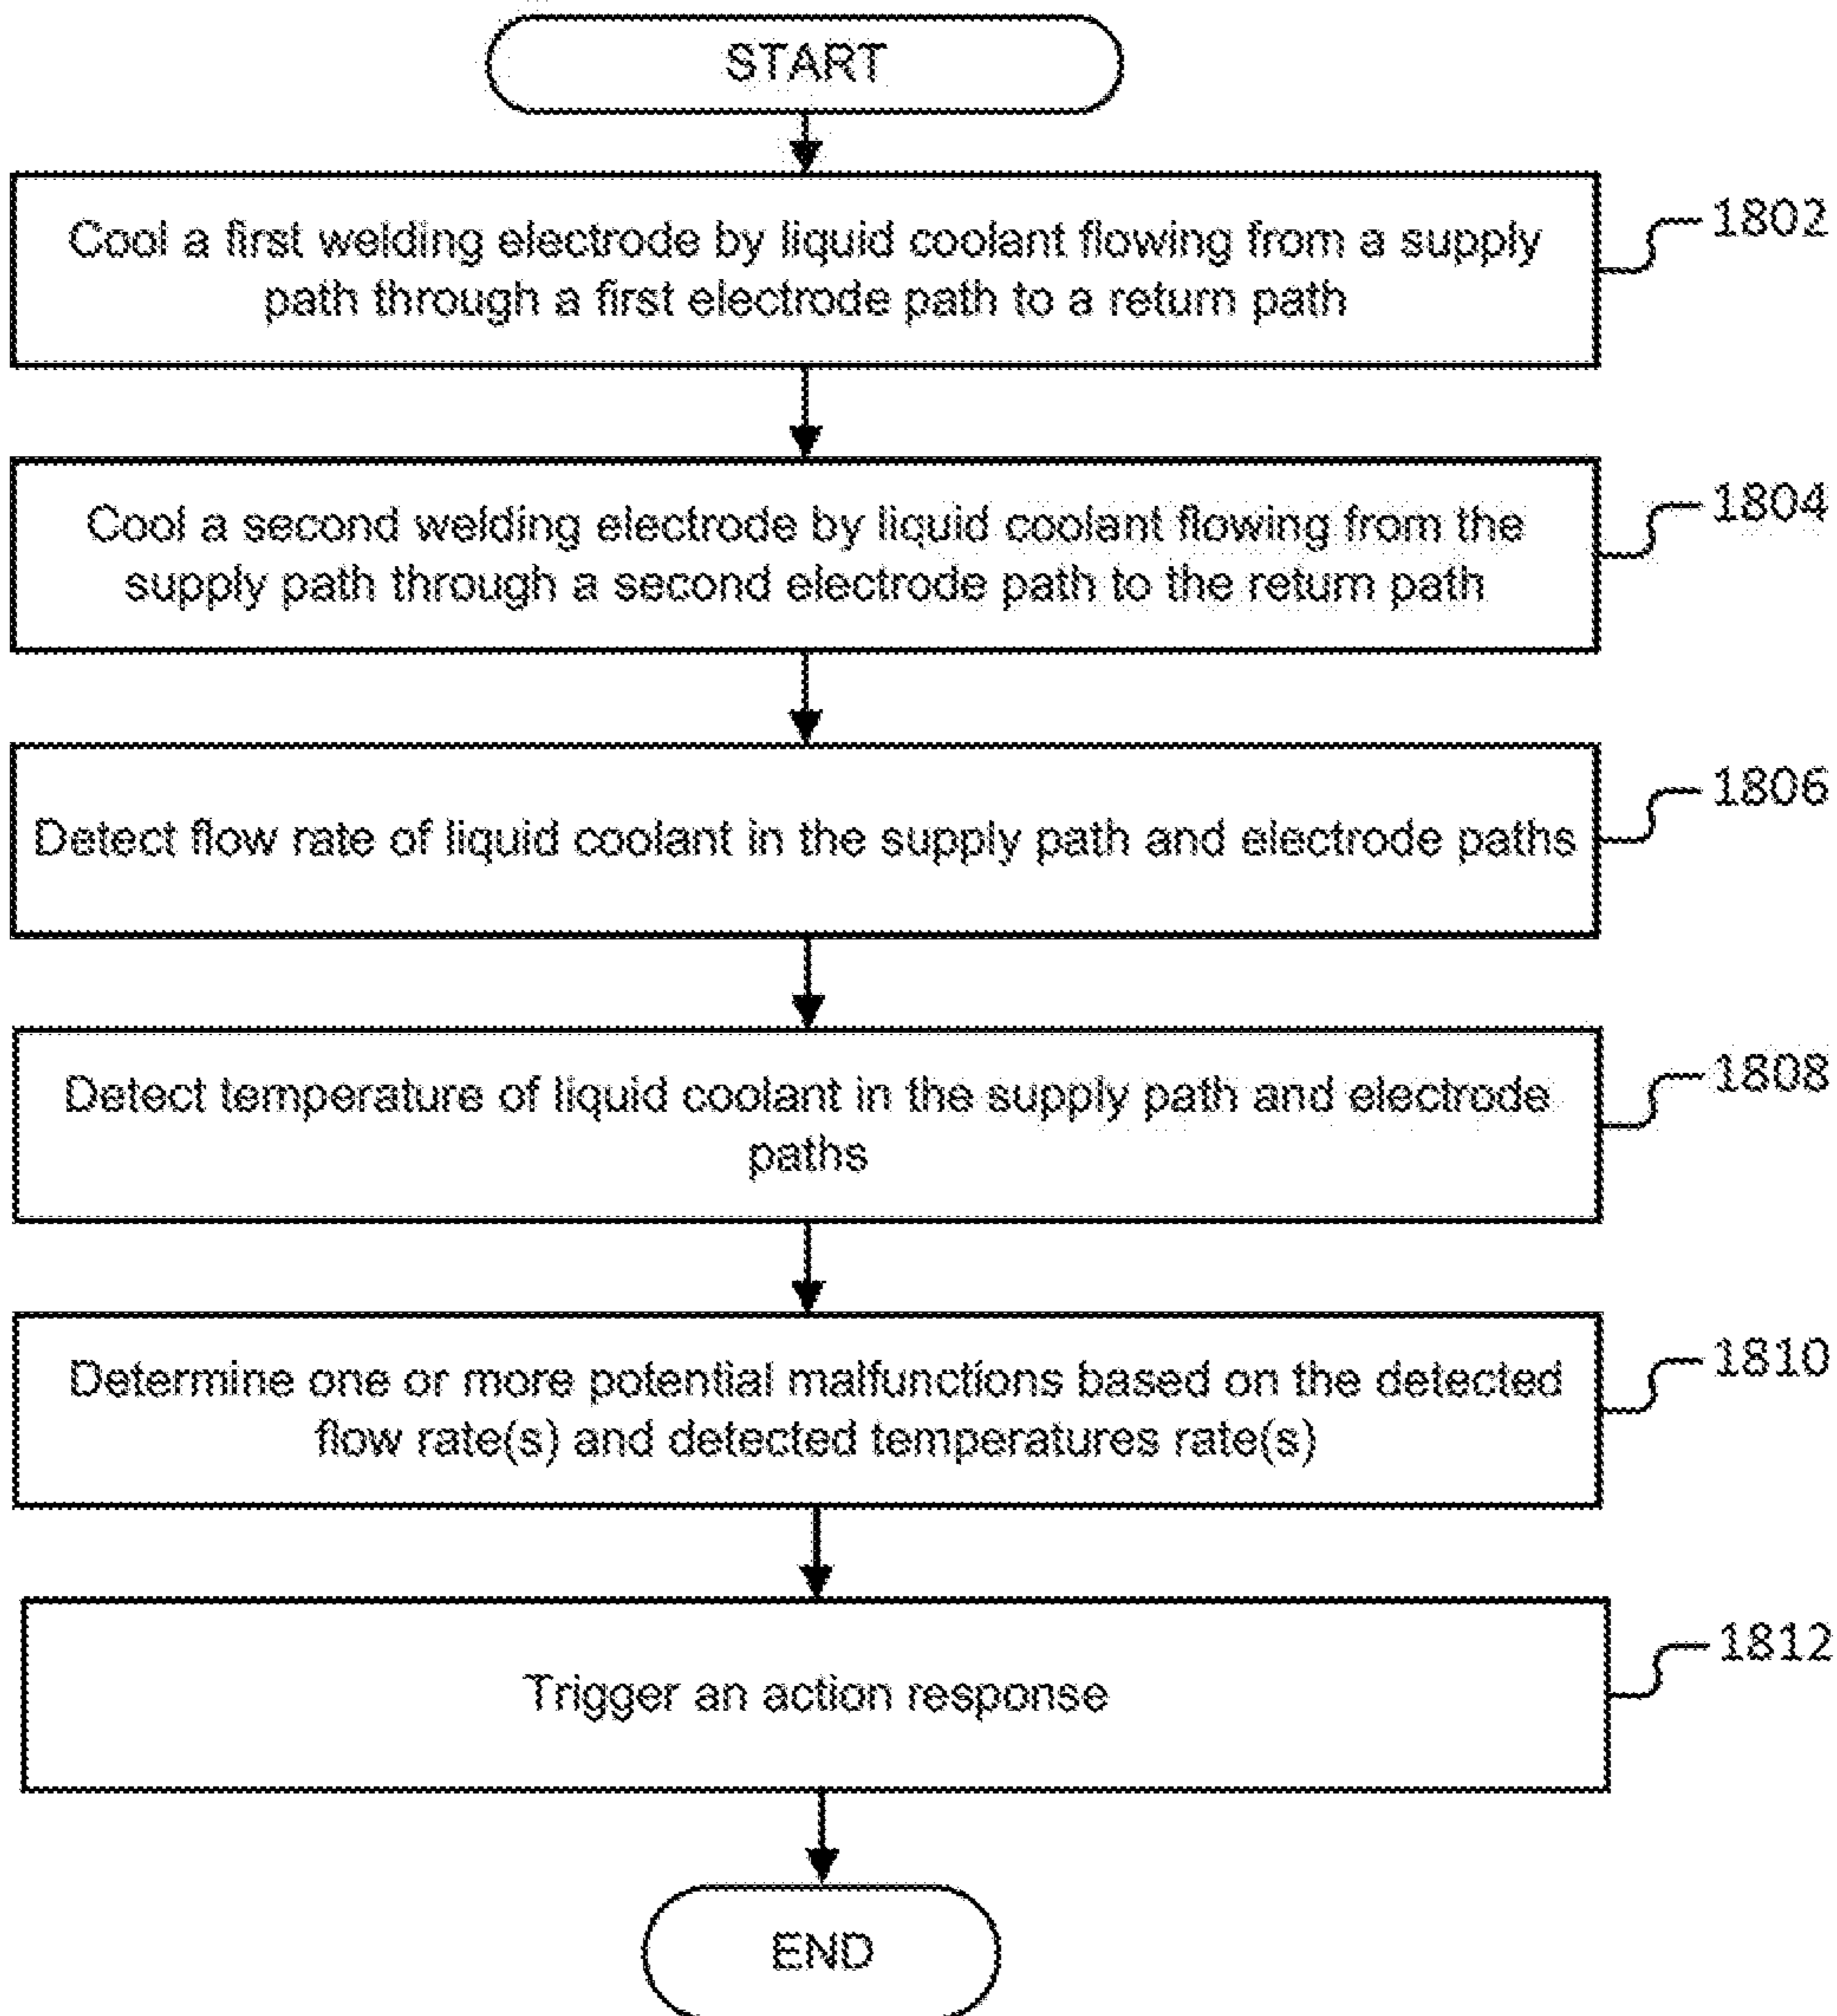 START
Cool a first welding electrode by liquid coolant flowing from a supply
path through a first electrode path to a return path
1802
Cool a second welding electrode by liquid coolant flowing from the
supply path through a second electrode path to the return path
1804
Detect flow rate of liquid coolant in the supply path and electrode paths
1806
Detect temperature of liquid coolant in the supply path and electrode
paths
1808
Determine one or more potential malfunctions based on the detected
flow rate(s) and detected temperatures rate(s)
1810
Trigger an action response
1812
END